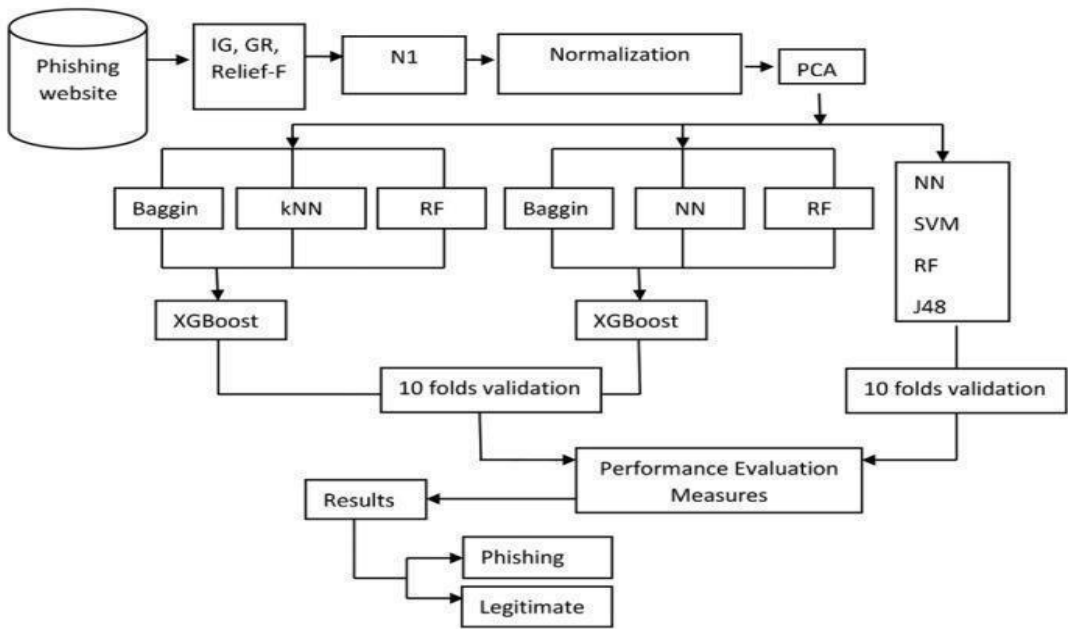 Phishing
website
IG, GR,
Relief-F
N1
Normalization
PCA
Baggin
kNN
RF
Baggin
NN
RF
NN
SVM
RF
J48
XGBoost
XGBoost
10 folds validation
10 folds validation
Performance Evaluation
Measures
Results
Phishing
Legitimate